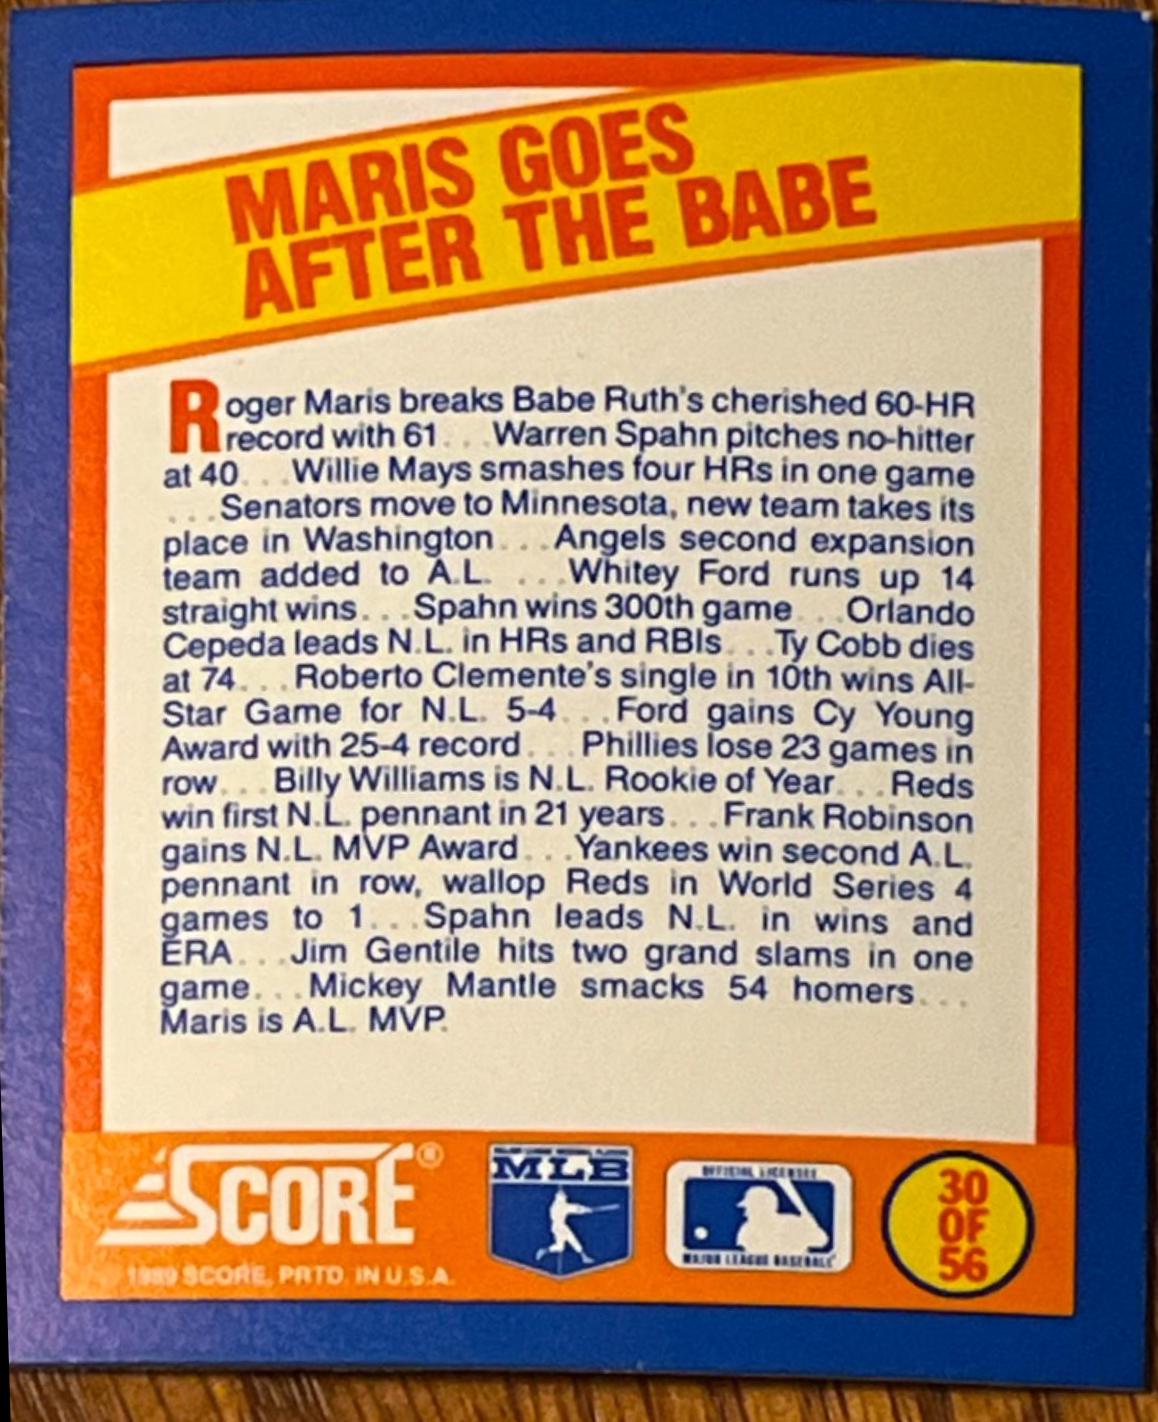 MARIS GOES
AFTER THE BABE
Roger Maris breaks Babe Ruth's cherished 60-HR
record with 61...Warren Spahn pitches no-hitter
at 40...Willie Mays smashes four HRs in one game
...Senators move to Minnesota, new team takes its
place in Washington...Angels second expansion
team added to A.L. ...Whitey Ford runs up 14
straight wins...Spahn wins 300th game...Orlando
Cepeda leads N.L. in HRs and RBIs...Ty Cobb dies
at 74...Roberto Clemente's single in 10th wins All-
Star Game for N.L. 5-4...Ford gains Cy Young
Award with 25-4 record...Phillies lose 23 games in
row...Billy Williams is N.L. Rookie of Year...Reds
win first N.L. pennant in 21 years...Frank Robinson
gains N.L. MVP Award...Yankees win second A.L.
pennant in row, wallop Reds in World Series 4
games to 1...Spahn leads N.L. in wins and
ERA...Jim Gentile hits two grand slams in one
game...Mickey Mantle smacks 54 homers...
Maris is A.L. MVP.
SCORE®
1989 SCORE, PRTD. IN U.S.A.
MLB
OFFICIAL LICENSEE
MAJOR LEAGUE BASEBALL
30
OF
56